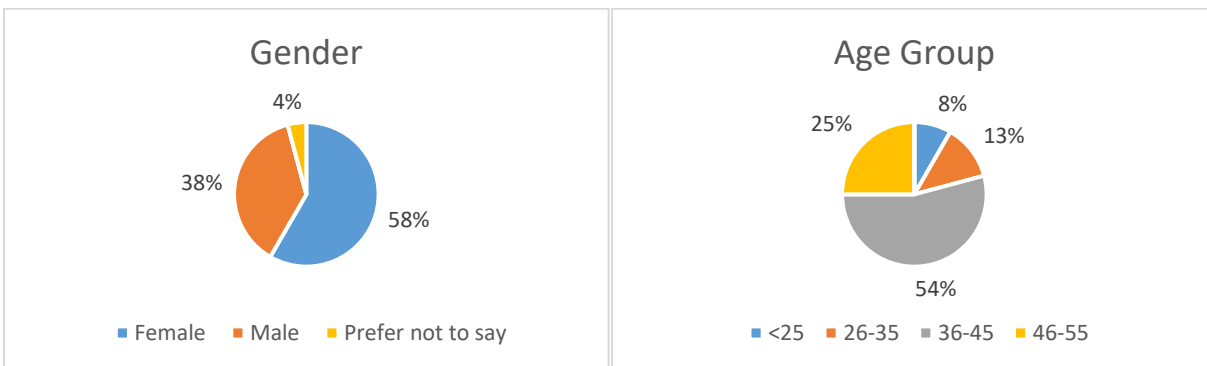 Gender
4%
38%
58%
Female Male Prefer not to say
Age Group
8%
25%
13%
54%
<25 26-35 36-45 46-55